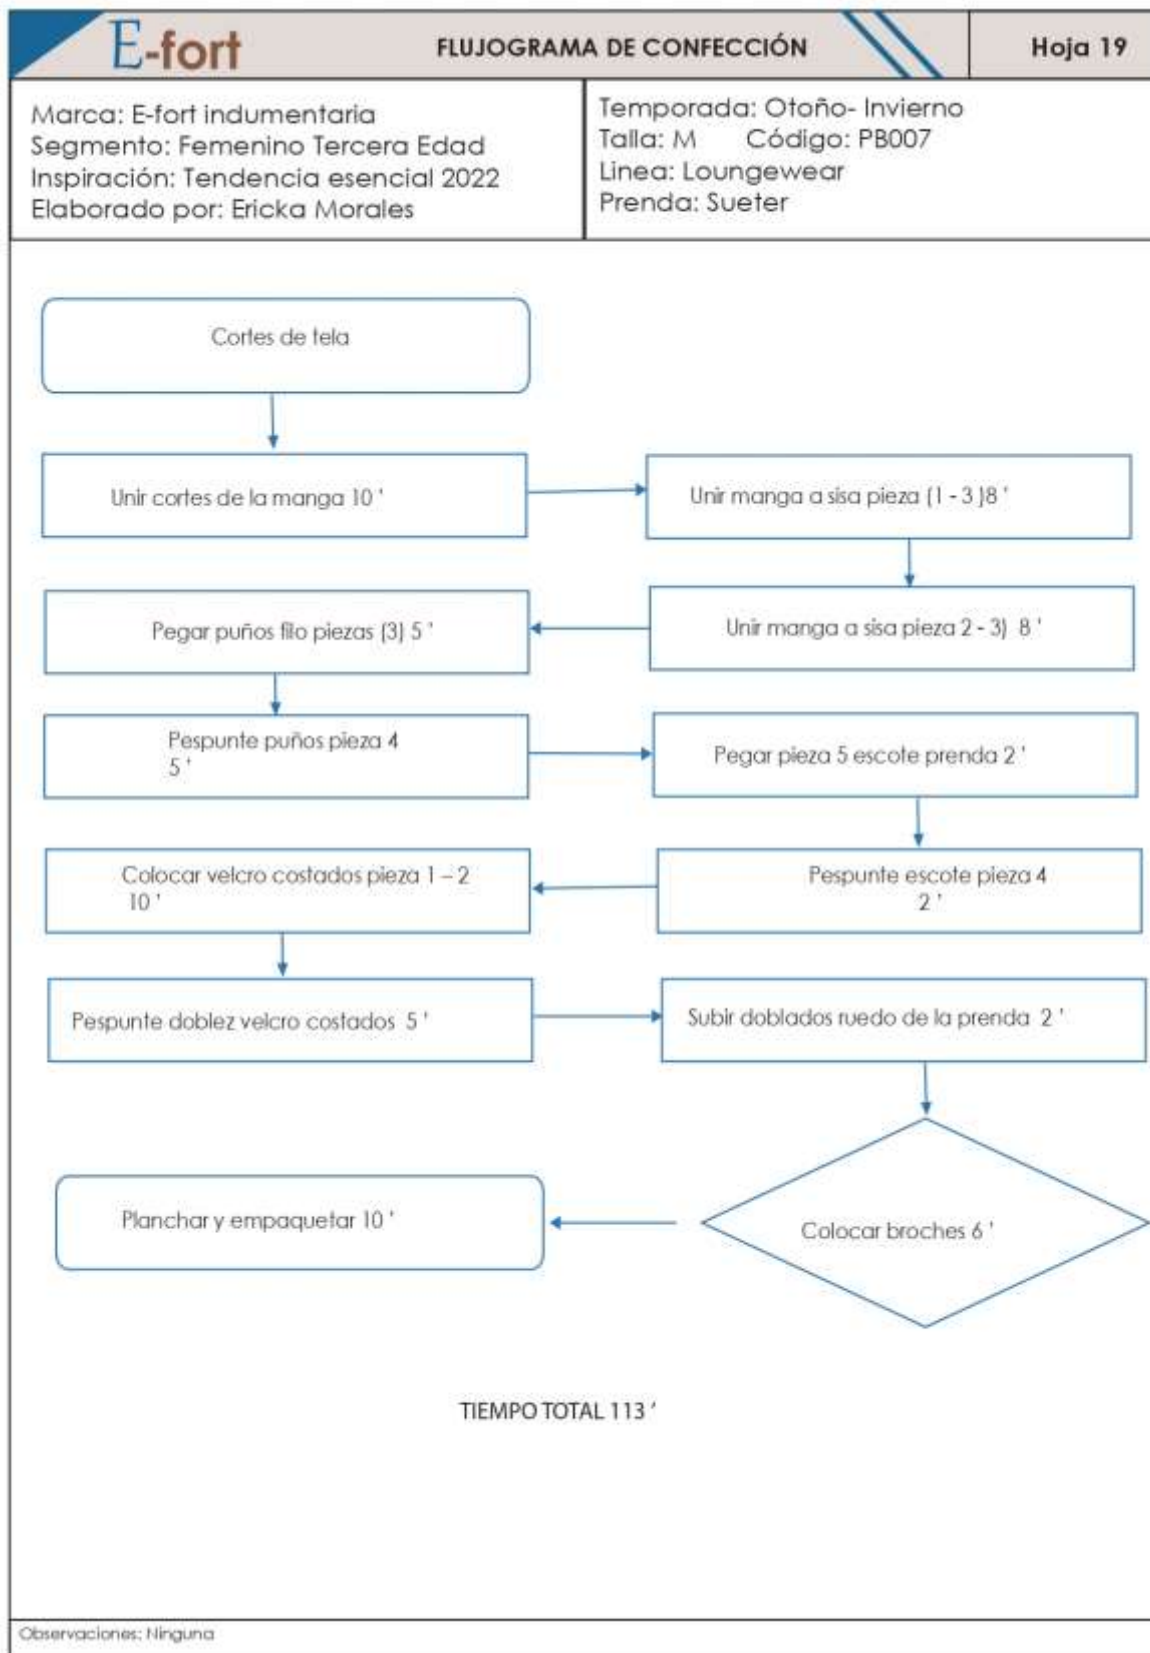 E-fort
FLUJOGRAMA DE CONFECCIÓN
Hoja 19
Marca: E-fort indumentaria
Segmento: Femenino Tercera Edad
Inspiración: Tendencia esencial 2022
Elaborado por: Ericka Morales
Temporada: Otoño- Invierno
Talla: M Código: PB007
Linea: Loungewear
Prenda: Sueter
Cortes de tela
Unir cortes de la manga 10 '
Unir manga a sisa pieza (1 - 3 )8 '
Unir manga a sisa pieza 2 - 3) 8 '
Pegar puños filo piezas (3) 5 '
Pespunte puños pieza 4
5 '
Pegar pieza 5 escote prenda 2 '
Pespunte escote pieza 4
2 '
Colocar velcro costados pieza 1 – 2
10 '
Pespunte doblez velcro costados 5 '
Subir doblados ruedo de la prenda 2 '
Colocar broches 6 '
Planchar y empaquetar 10 '
TIEMPO TOTAL 113 '
Observaciones: Ninguna